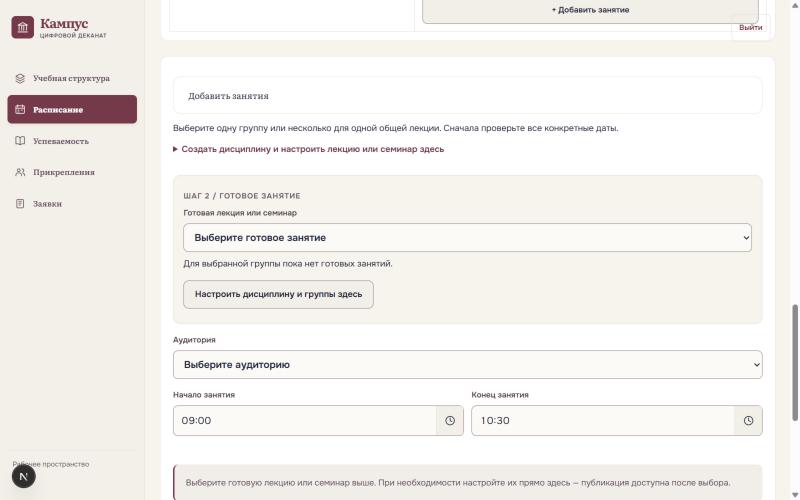 Кампус
ЦИФРОВОЙ ДЕКАНАТ
Учебная структура
Расписание
Успеваемость
Прикрепления
Заявки
Рабочее пространство
N
+ Добавить занятие
Выйти
Добавить занятия
Выберите одну группу или несколько для одной общей лекции. Сначала проверьте все конкретные даты.
Создать дисциплину и настроить лекцию или семинар здесь
ШАГ 2 / ГОТОВОЕ ЗАНЯТИЕ
Готовая лекция или семинар
Выберите готовое занятие
Для выбранной группы пока нет готовых занятий.
Настроить дисциплину и группы здесь
Аудитория
Выберите аудиторию
Начало занятия
Конец занятия
09:00
10:30
Выберите готовую лекцию или семинар выше. При необходимости настройте их прямо здесь — публикация доступна после выбора.